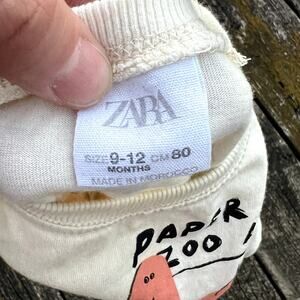 ZARA
SIZE 9-12 CM 80
MONTHS
MADE IN MOROCCO
PAPER
ZOO !